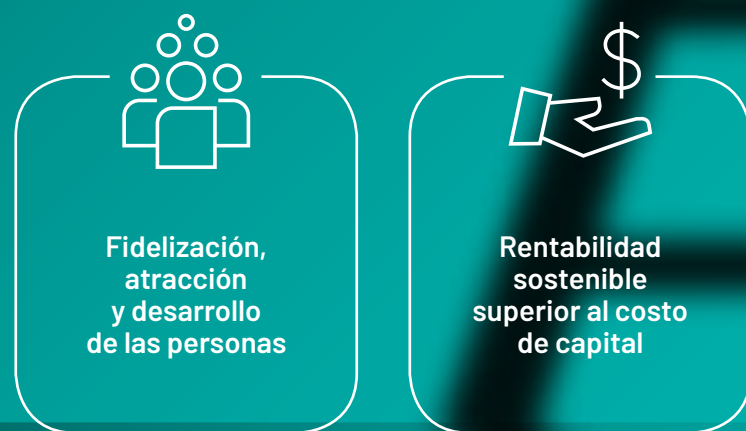 Fidelización,
atracción
y desarrollo
de las personas
$
Rentabilidad
sostenible
superior al costo
de capital